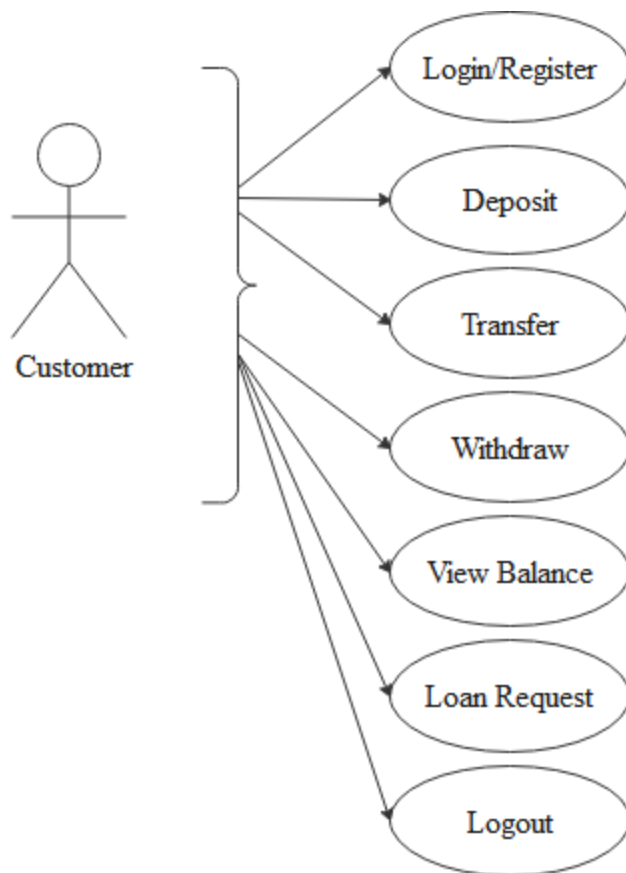 Login/Register
Deposit
Transfer
Customer
Withdraw
View Balance
Loan Request
Logout